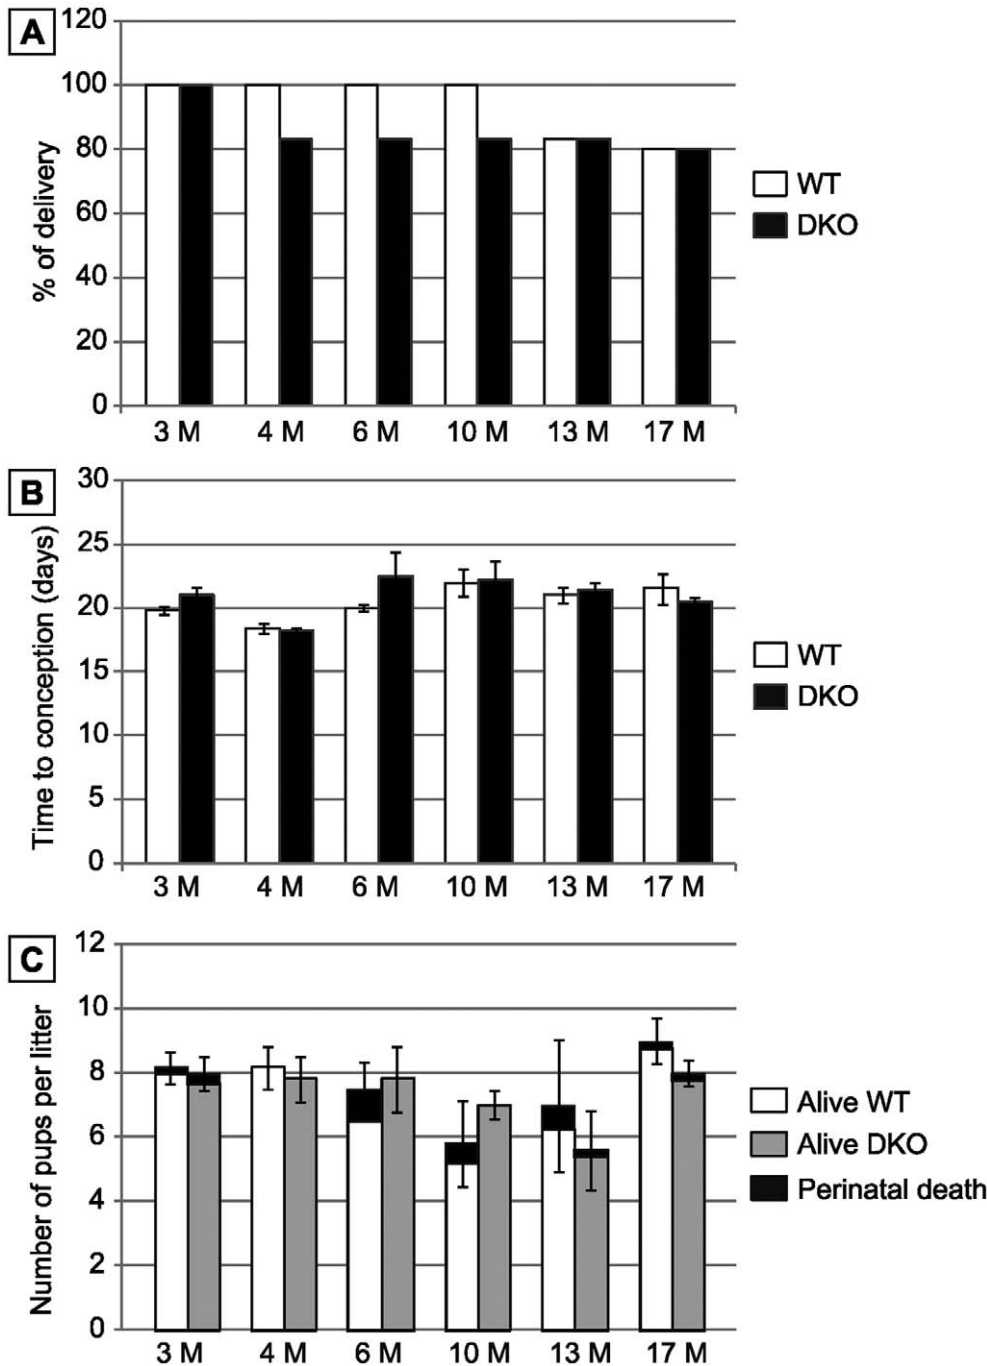 A
% of delivery
120
100
80
60
40
20
0
3 M 4 M 6 M 10 M 13 M 17 M
WT
DKO
B
Time to conception (days)
30
25
20
15
10
5
0
3 M 4 M 6 M 10 M 13 M 17 M
WT
DKO
C
Number of pups per litter
12
10
8
6
4
2
0
3 M 4 M 6 M 10 M 13 M 17 M
Alive WT
Alive DKO
Perinatal death